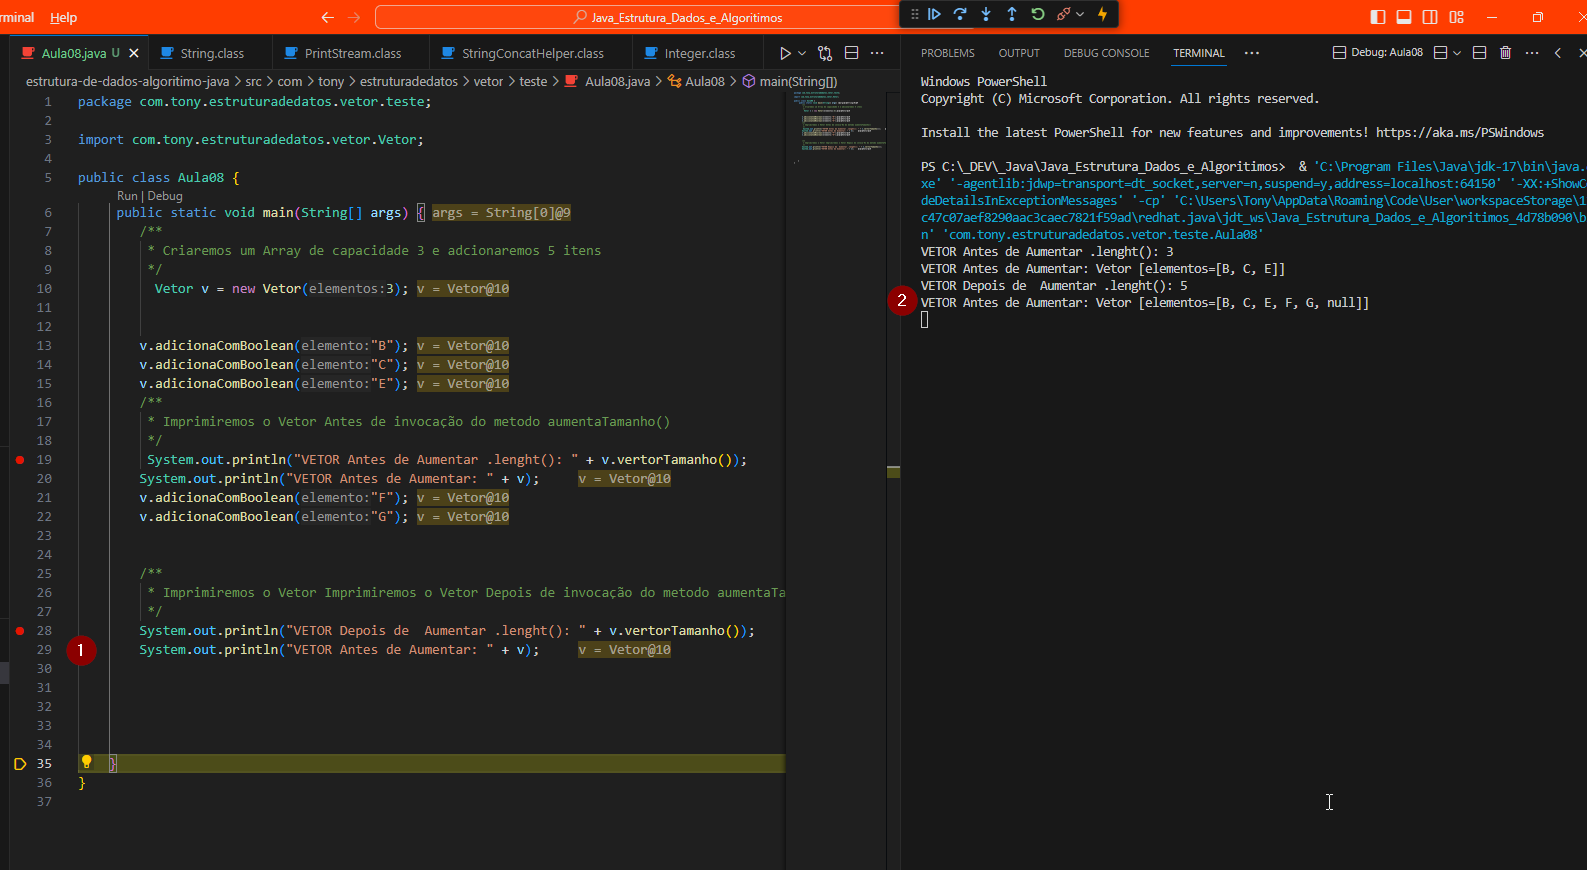 rminal Help
Java_Estrutura_Dados_e_Algoritimos
Aula08.java U
String.class
PrintStream.class
StringConcatHelper.class
Integer.class
estrutura-de-dados-algoritimo-java > src > com > tony > estruturadedatos > vetor > teste > Aula08.java > Aula08 > main(String[])
1 package com.tony.estruturadedatos.vetor.teste;
2
3 import com.tony.estruturadedatos.vetor.Vetor;
4
5 public class Aula08 {
Run | Debug
6 public static void main(String[] args) { args = String[0]@9
7 /**
8 * Criaremos um Array de capacidade 3 e adcionaremos 5 itens
9 */
10 Vetor v = new Vetor(elementos:3); v = Vetor@10
11
12
13 v.adicionaComBoolean(elemento:"B"); v = Vetor@10
14 v.adicionaComBoolean(elemento:"C"); v = Vetor@10
15 v.adicionaComBoolean(elemento:"E"); v = Vetor@10
16 /**
17 * Imprimiremos o Vetor Antes de invocação do metodo aumentaTamanho()
18 */
19 System.out.println("VETOR Antes de Aumentar .lenght(): " + v.vertorTamanho());
20 System.out.println("VETOR Antes de Aumentar: " + v); v = Vetor@10
21 v.adicionaComBoolean(elemento:"F"); v = Vetor@10
22 v.adicionaComBoolean(elemento:"G"); v = Vetor@10
23
24
25 /**
26 * Imprimiremos o Vetor Imprimiremos o Vetor Depois de invocação do metodo aumentaTa
27 */
28 System.out.println("VETOR Depois de  Aumentar .lenght(): " + v.vertorTamanho());
1
29 System.out.println("VETOR Antes de Aumentar: " + v); v = Vetor@10
30
31
32
33
34
35 }
36 }
37
PROBLEMS OUTPUT DEBUG CONSOLE TERMINAL
Debug: Aula08
Windows PowerShell
Copyright (C) Microsoft Corporation. All rights reserved.
Install the latest PowerShell for new features and improvements! https://aka.ms/PSWindows
PS C:\_DEV\_Java\Java_Estrutura_Dados_e_Algoritimos>  & 'C:\Program Files\Java\jdk-17\bin\java.
xe' '-agentlib:jdwp=transport=dt_socket,server=n,suspend=y,address=localhost:64150' '-XX:+ShowC
deDetailsInExceptionMessages' '-cp' 'C:\Users\Tony\AppData\Roaming\Code\User\workspaceStorage\1
c47c07aef8290aac3caec7821f59ad\redhat.java\jdt_ws\Java_Estrutura_Dados_e_Algoritimos_4d78b090\b
n' 'com.tony.estruturadedatos.vetor.teste.Aula08'
VETOR Antes de Aumentar .lenght(): 3
VETOR Antes de Aumentar: Vetor [elementos=[B, C, E]]
VETOR Depois de  Aumentar .lenght(): 5
2
VETOR Antes de Aumentar: Vetor [elementos=[B, C, E, F, G, null]]